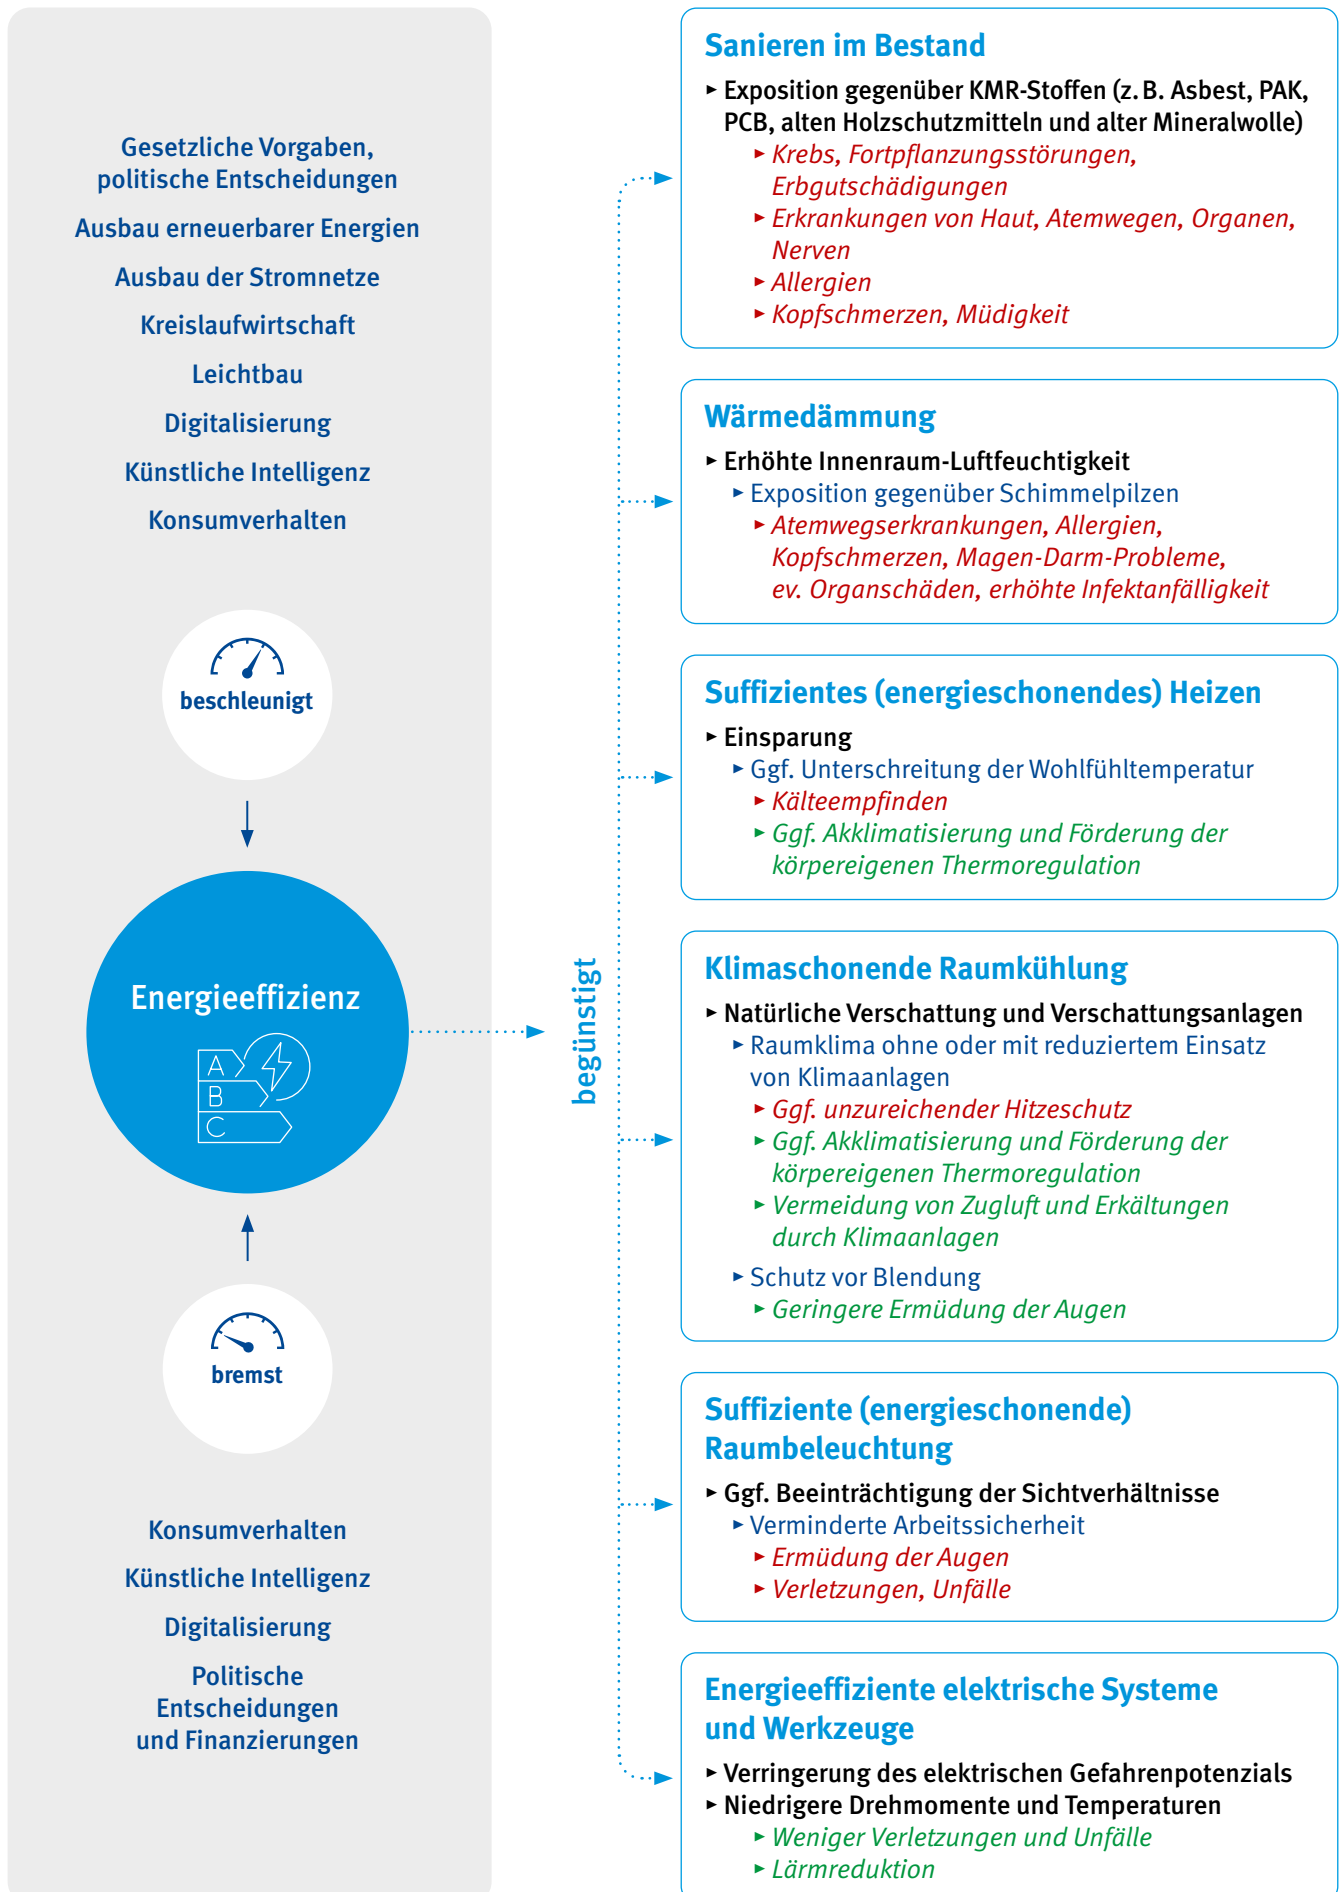 Gesetzliche Vorgaben,
politische Entscheidungen
Ausbau erneuerbarer Energien
Ausbau der Stromnetze
Kreislaufwirtschaft
Leichtbau
Digitalisierung
Künstliche Intelligenz
Konsumverhalten
beschleunigt
Energieeffizienz
A
B
C
bremst
Konsumverhalten
Künstliche Intelligenz
Digitalisierung
Politische
Entscheidungen
und Finanzierungen
begünstigt
Sanieren im Bestand
▸ Exposition gegenüber KMR-Stoffen (z. B. Asbest, PAK,
PCB, alten Holzschutzmitteln und alter Mineralwolle)
▸ Krebs, Fortpflanzungsstörungen,
Erbgutschädigungen
▸ Erkrankungen von Haut, Atemwegen, Organen,
Nerven
▸ Allergien
▸ Kopfschmerzen, Müdigkeit
Wärmedämmung
▸ Erhöhte Innenraum-Luftfeuchtigkeit
▸ Exposition gegenüber Schimmelpilzen
▸ Atemwegserkrankungen, Allergien,
Kopfschmerzen, Magen-Darm-Probleme,
ev. Organschäden, erhöhte Infektanfälligkeit
Suffizientes (energieschonendes) Heizen
▸ Einsparung
▸ Ggf. Unterschreitung der Wohlfühltemperatur
▸ Kälteempfinden
▸ Ggf. Akklimatisierung und Förderung der
körpereigenen Thermoregulation
Klimaschonende Raumkühlung
▸ Natürliche Verschattung und Verschattungsanlagen
▸ Raumklima ohne oder mit reduziertem Einsatz
von Klimaanlagen
▸ Ggf. unzureichender Hitzeschutz
▸ Ggf. Akklimatisierung und Förderung der
körpereigenen Thermoregulation
▸ Vermeidung von Zugluft und Erkältungen
durch Klimaanlagen
▸ Schutz vor Blendung
▸ Geringere Ermüdung der Augen
Suffiziente (energieschonende)
Raumbeleuchtung
▸ Ggf. Beeinträchtigung der Sichtverhältnisse
▸ Verminderte Arbeitssicherheit
▸ Ermüdung der Augen
▸ Verletzungen, Unfälle
Energieeffiziente elektrische Systeme
und Werkzeuge
▸ Verringerung des elektrischen Gefahrenpotenzials
▸ Niedrigere Drehmomente und Temperaturen
▸ Weniger Verletzungen und Unfälle
▸ Lärmreduktion